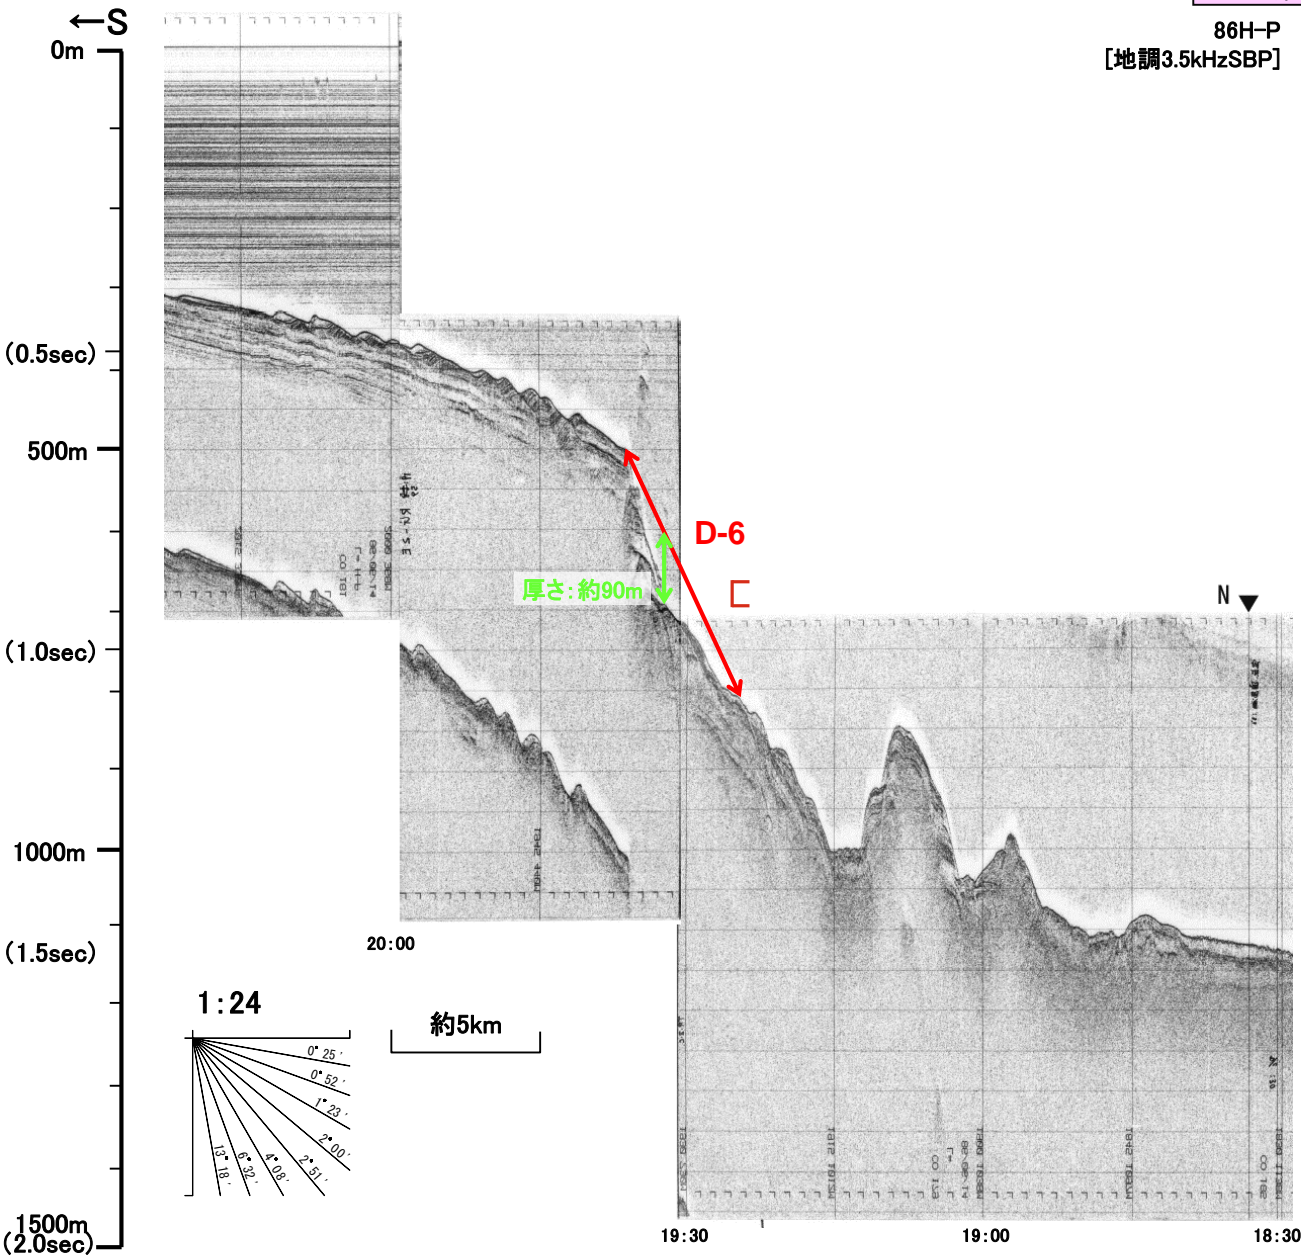 ←S
86H-P
[地調3.5kHzSBP]
0m
(0.5sec)
500m
D-6
厚さ:約90m
N
(1.0sec)
1000m
20:00
(1.5sec)
1:24
約5km
0°25′
0°52′
1°23′
2°00′
2°51′
4°08′
6°32′
13°18′
1500m
(2.0sec)
19:30
19:00
18:30